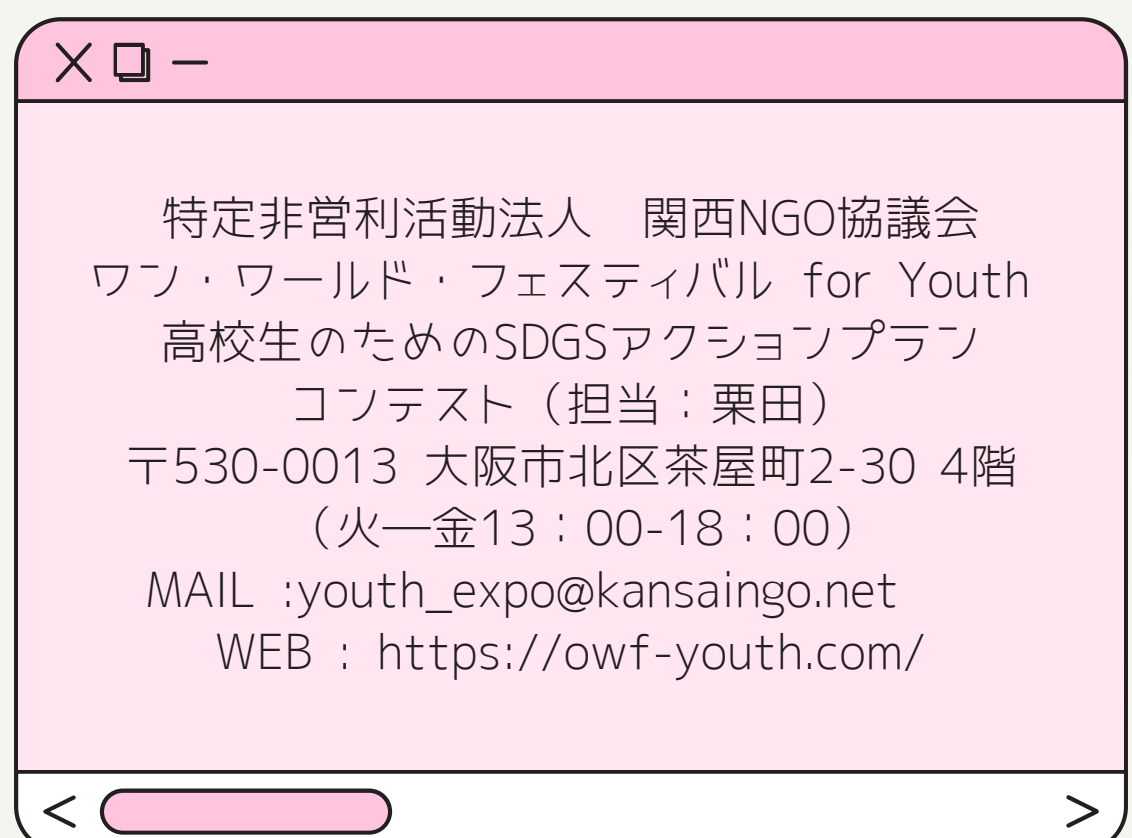 特定非営利活動法人　関西NGO協議会
ワン・ワールド・フェスティバル for Youth
高校生のためのSDGSアクションプラン
コンテスト（担当：栗田）
〒530-0013 大阪市北区茶屋町2-30 4階
（火―金13：00-18：00）
MAIL :youth_expo@kansaingo.net
WEB : https://owf-youth.com/